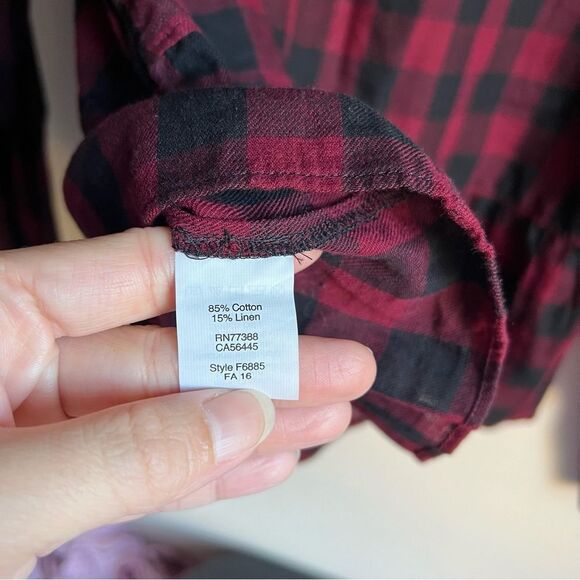 85% Cotton
15% Linen
RN77388
CA56445
Style F6885
FA 16